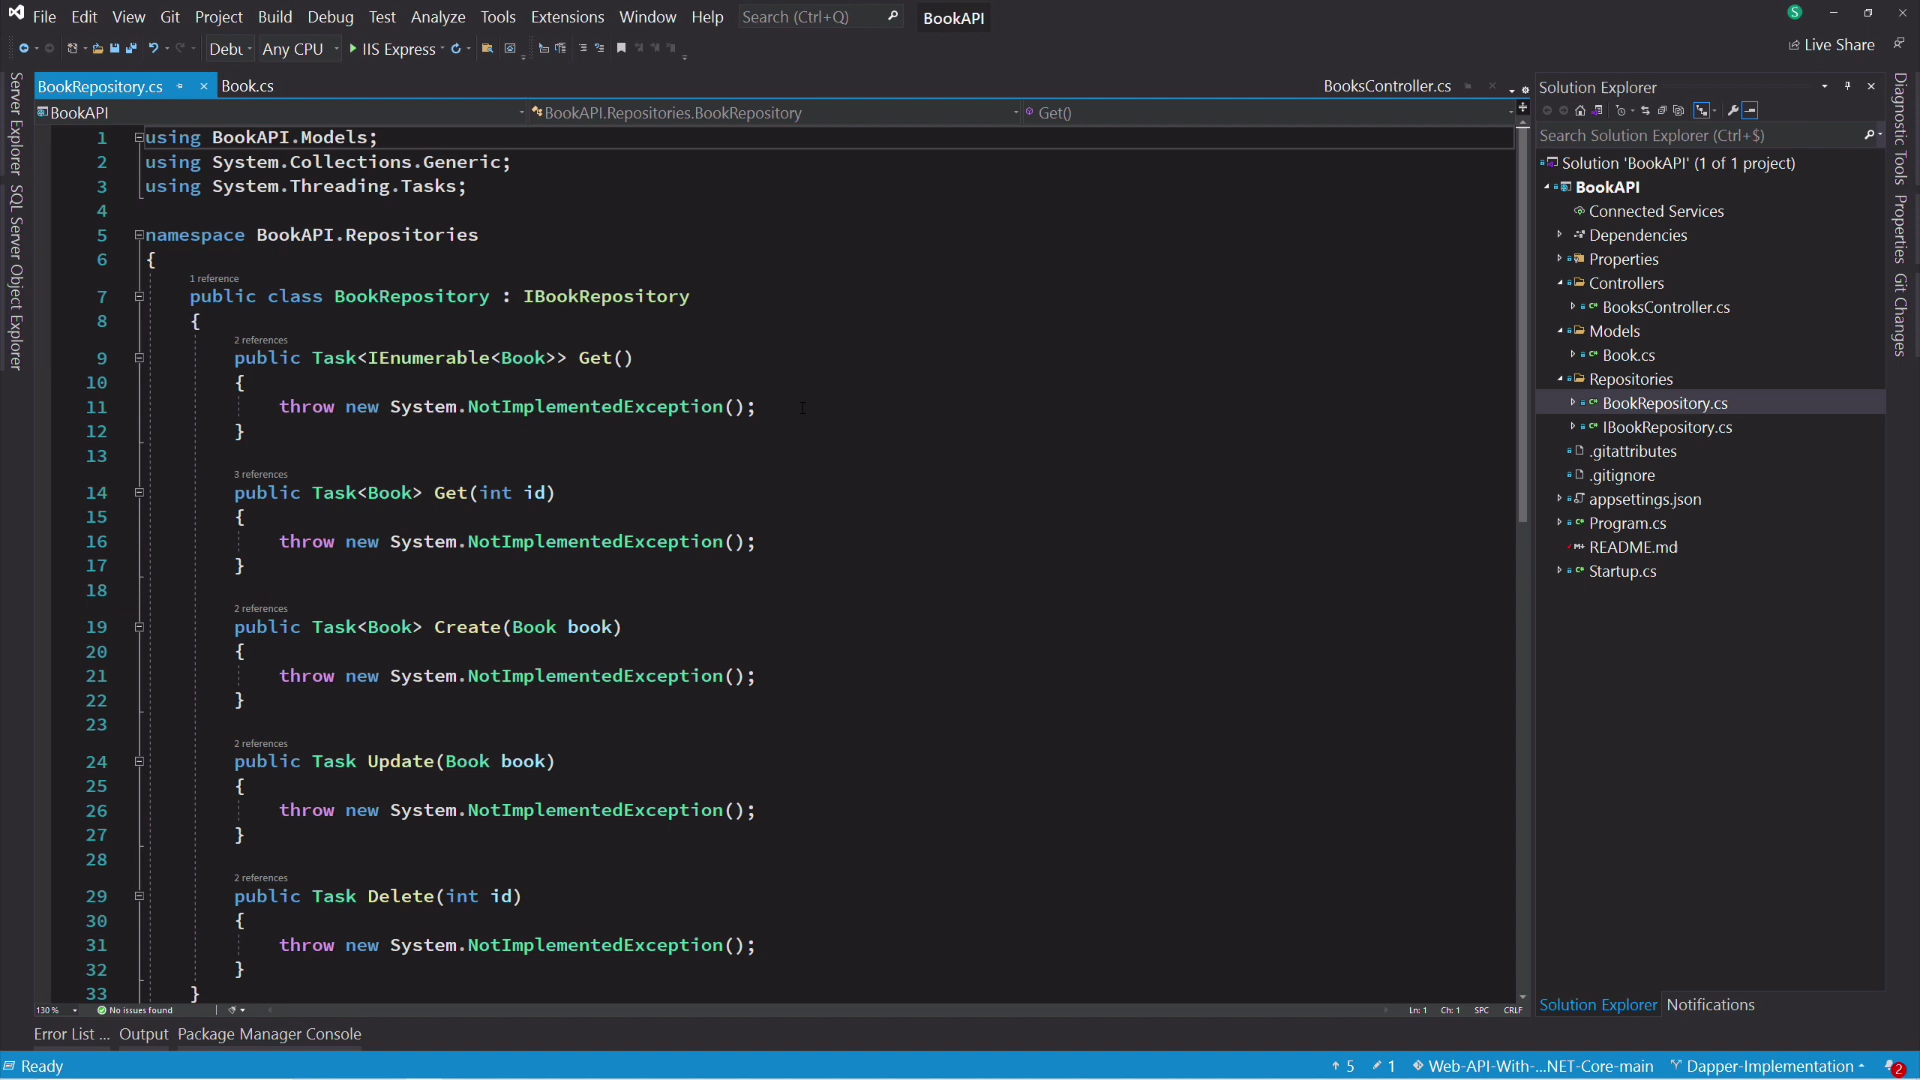 File Edit View Git Project Build Debug Test Analyze Tools Extensions Window Help Search (Ctrl+Q) BookAPI S
Debu Any CPU IIS Express Live Share
BookRepository.cs Book.cs BooksController.cs
BookAPI BookAPI.Repositories.BookRepository Get()
Server Explorer
SQL Server Object Explorer
1 using BookAPI.Models;
2 using System.Collections.Generic;
3 using System.Threading.Tasks;
4
5 namespace BookAPI.Repositories
6 {
1 reference
7 public class BookRepository : IBookRepository
8 {
2 references
9 public Task<IEnumerable<Book>> Get()
10 {
11 throw new System.NotImplementedException();
12 }
13
3 references
14 public Task<Book> Get(int id)
15 {
16 throw new System.NotImplementedException();
17 }
18
2 references
19 public Task<Book> Create(Book book)
20 {
21 throw new System.NotImplementedException();
22 }
23
2 references
24 public Task Update(Book book)
25 {
26 throw new System.NotImplementedException();
27 }
28
2 references
29 public Task Delete(int id)
30 {
31 throw new System.NotImplementedException();
32 }
33 }
130 % No issues found Ln: 1 Ch: 1 SPC CRLF
Solution Explorer
Search Solution Explorer (Ctrl+$)
Solution 'BookAPI' (1 of 1 project)
BookAPI
Connected Services
Dependencies
Properties
Controllers
C# BooksController.cs
Models
C# Book.cs
Repositories
C# BookRepository.cs
C# IBookRepository.cs
.gitattributes
.gitignore
appsettings.json
C# Program.cs
M+ README.md
C# Startup.cs
Solution Explorer Notifications
Diagnostic Tools
Properties
Git Changes
Error List ... Output Package Manager Console
Ready 5 1 Web-API-With-...NET-Core-main Dapper-Implementation 2